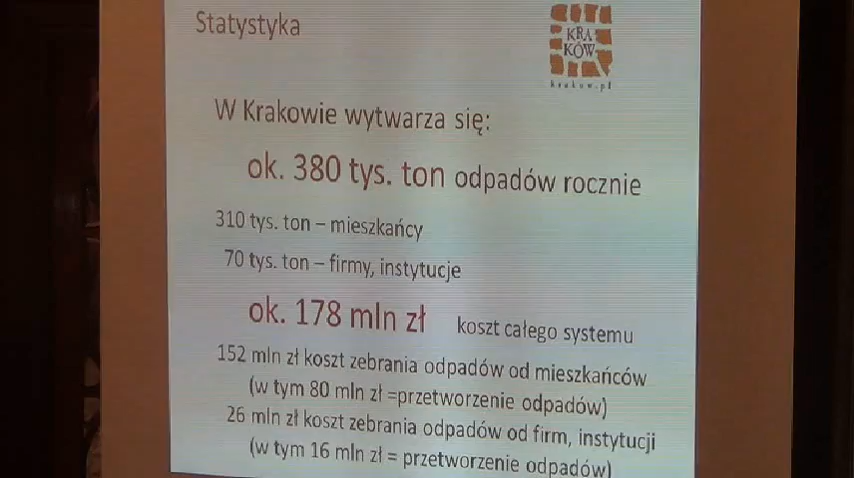 Statystyka
KRA
KÓW
krakow.pl
W Krakowie wytwarza się:
ok. 380 tys. ton odpadów rocznie
310 tys. ton – mieszkańcy
70 tys. ton – firmy, instytucje
ok. 178 mln zł koszt całego systemu
152 mln zł koszt zebrania odpadów od mieszkańców
(w tym 80 mln zł =przetworzenie odpadów)
26 mln zł koszt zebrania odpadów od firm, instytucji
(w tym 16 mln zł = przetworzenie odpadów)